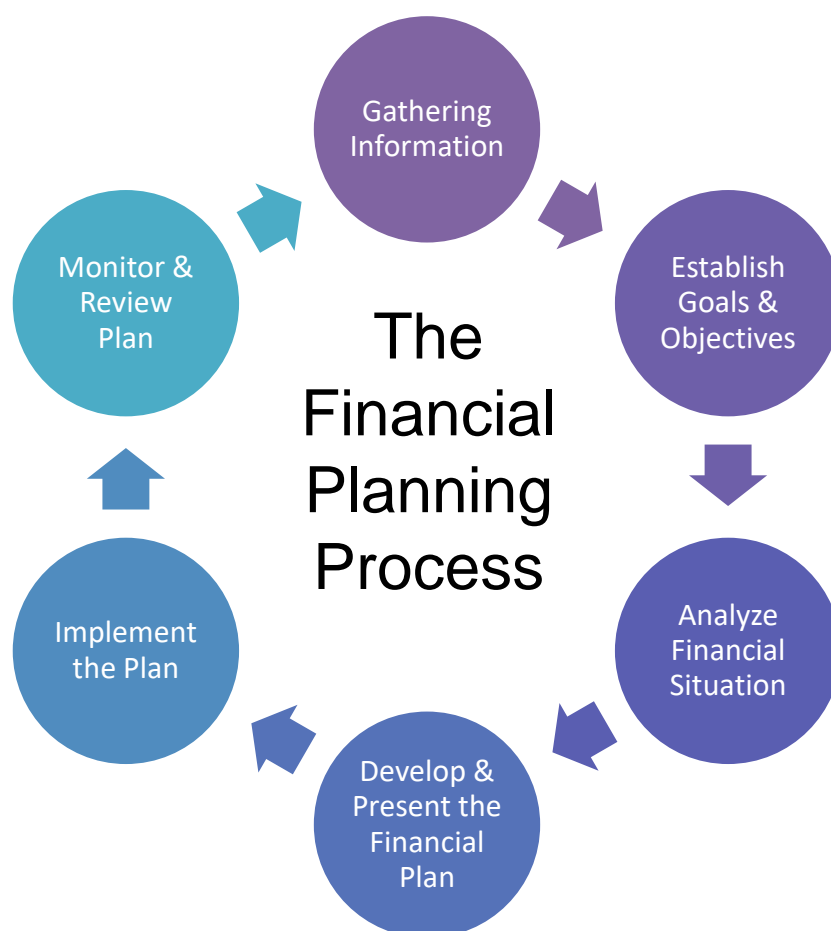 Gathering
Information
Establish
Goals &
Objectives
Analyze
Financial
Situation
Develop &
Present the
Financial
Plan
Implement
the Plan
Monitor &
Review
Plan
The
Financial
Planning
Process